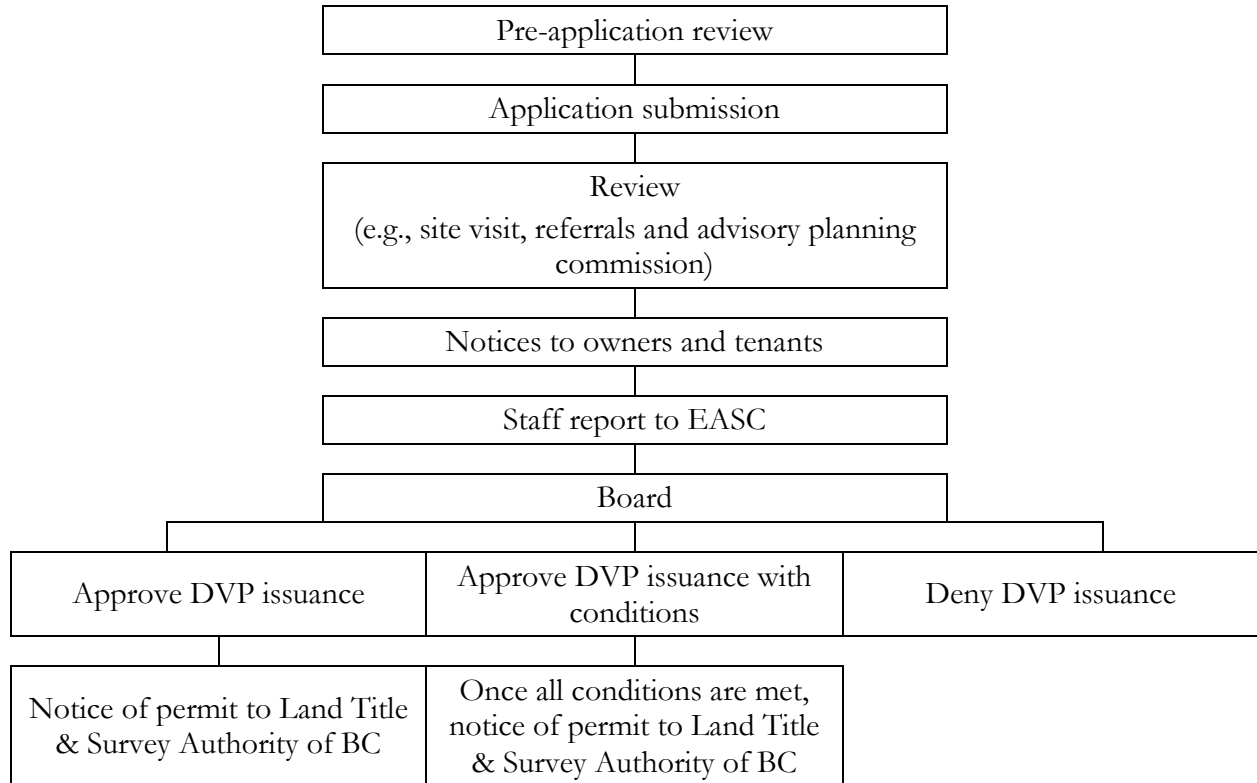 Pre-application review
Application submission
Review
(e.g., site visit, referrals and advisory planning
commission)
Notices to owners and tenants
Staff report to EASC
Board
Approve DVP issuance
Approve DVP issuance with
conditions
Deny DVP issuance
Notice of permit to Land Title
& Survey Authority of BC
Once all conditions are met,
notice of permit to Land Title
& Survey Authority of BC